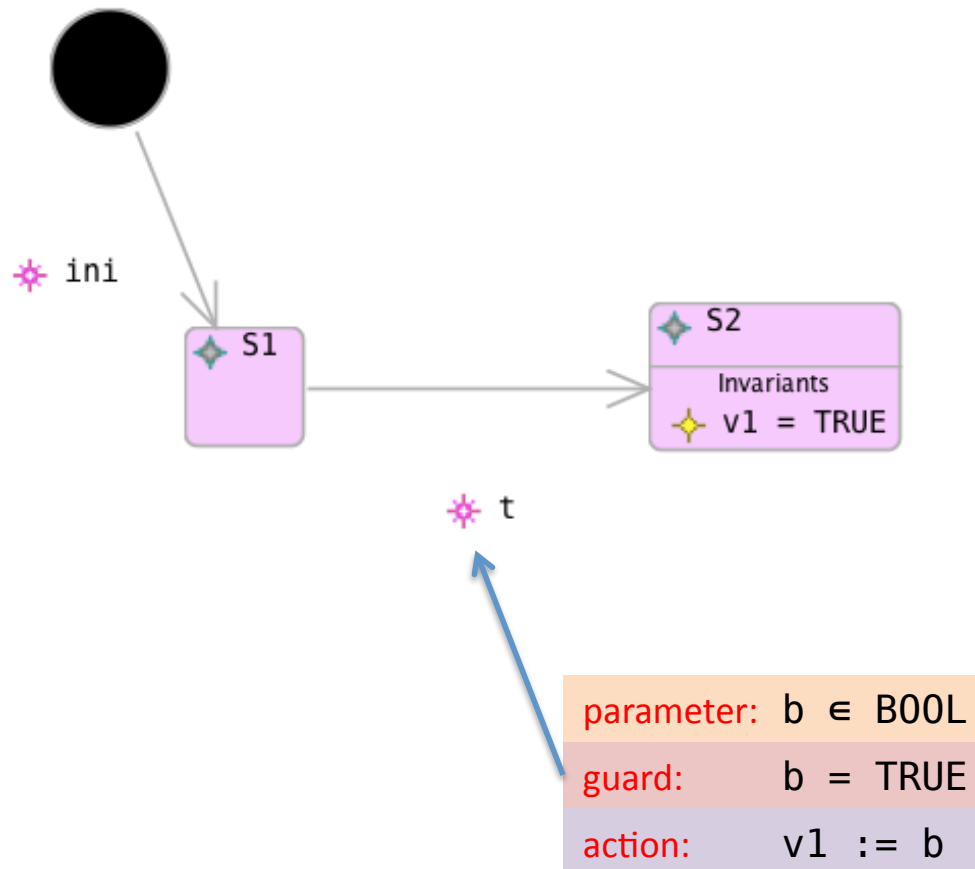 ini
S1
S2
Invariants
v1 = TRUE
t
parameter: b ∈ BOOL
guard: b = TRUE
action: v1 := b